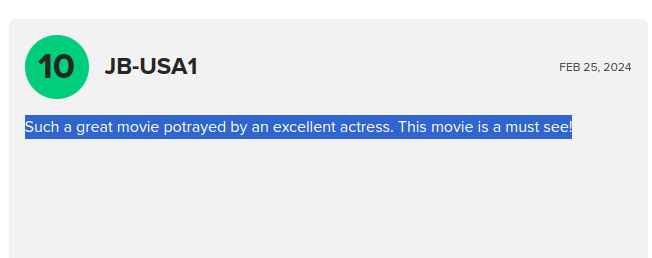 10
JB-USA1
FEB 25, 2024
Such a great movie potrayed by an excellent actress. This movie is a must see!